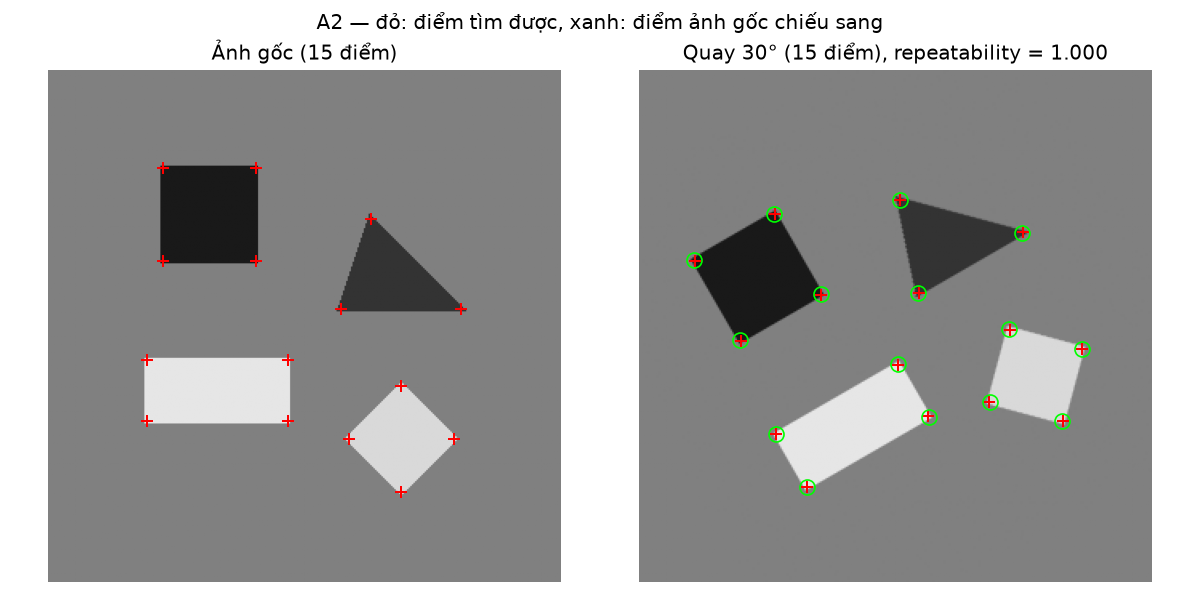 A2 — đỏ: điểm tìm được, xanh: điểm ảnh gốc chiếu sang
Ảnh gốc (15 điểm)
Quay 30° (15 điểm), repeatability = 1.000